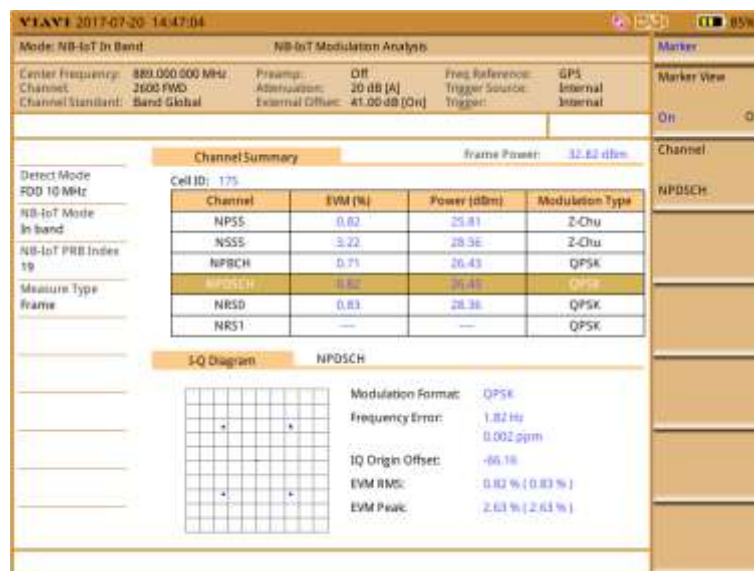 VIAVI 2017-07-20 14:47:04 85%
Mode: NB-IoT In Band NB-IoT Modulation Analysis
Center Frequency: 889.000 000 MHz Preamp: Off Freq Reference: GPS
Channel: 2600 FWD Attenuation: 20 dB [A] Trigger Source: Internal
Channel Standard: Band Global External Offset: 41.00 dB [On] Trigger: Internal
Channel Summary Frame Power: 32.82 dBm
Detect Mode
FDD 10 MHz
NB-IoT Mode
In band
NB-IoT PRB Index
19
Measure Type
Frame
Cell ID: 175
Channel EVM (%) Power (dBm) Modulation Type
NPSS 0.82 25.81 Z-Chu
NSSS 3.22 28.36 Z-Chu
NPBCH 0.71 26.43 QPSK
NPDSCH 0.82 26.45 QPSK
NRS0 0.83 28.36 QPSK
NRS1 --- --- QPSK
I-Q Diagram NPDSCH
Modulation Format: QPSK
Frequency Error: 1.82 Hz
0.002 ppm
IQ Origin Offset: -66.16
EVM RMS: 0.82 % ( 0.83 % )
EVM Peak: 2.63 % ( 2.63 % )
Marker
Marker View
On
Channel
NPDSCH